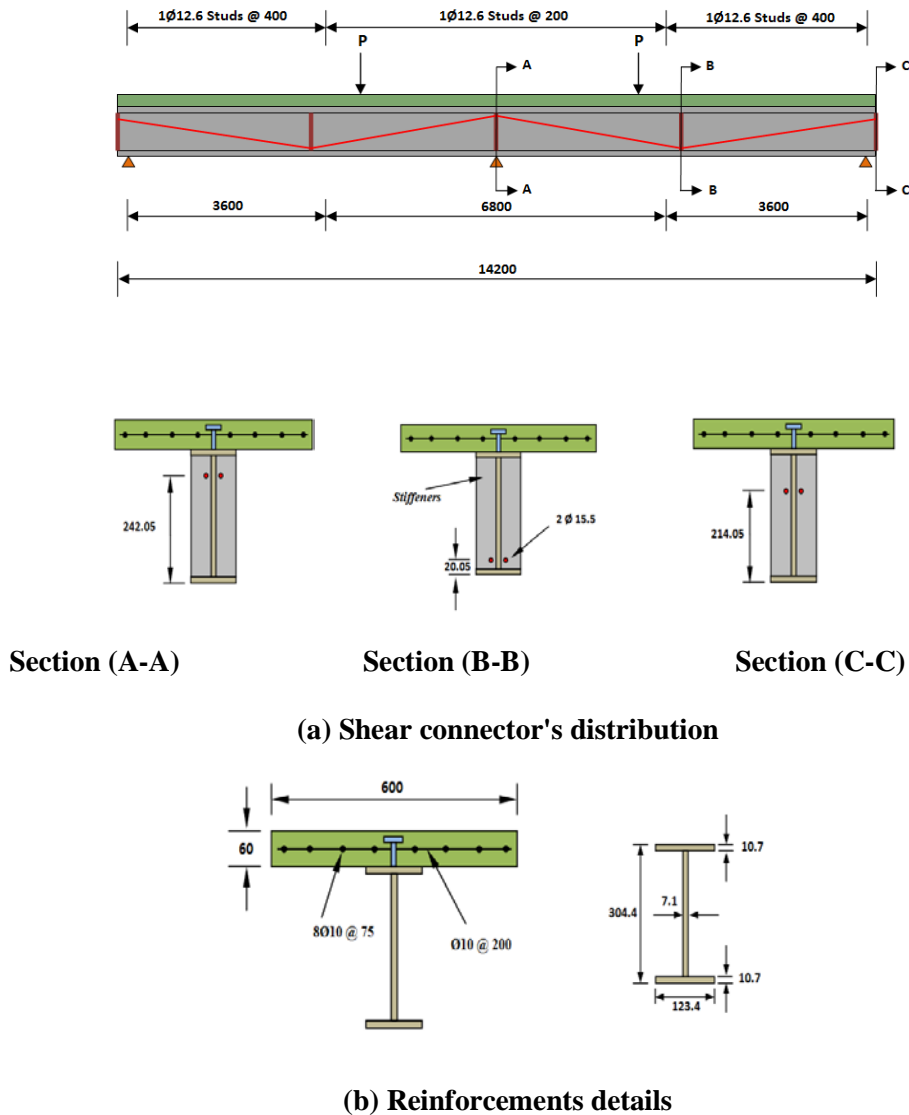 1Ø12.6 Studs @ 400 1Ø12.6 Studs @ 200 1Ø12.6 Studs @ 400
P P
A B C
A B C
3600 6800 3600
14200
242.05
Stiffeners
2 Ø 15.5
20.05
214.05
Section (A-A) Section (B-B) Section (C-C)
(a) Shear connector's distribution
600
60
8Ø10 @ 75
Ø10 @ 200
304.4
7.1
10.7
10.7
123.4
(b) Reinforcements details